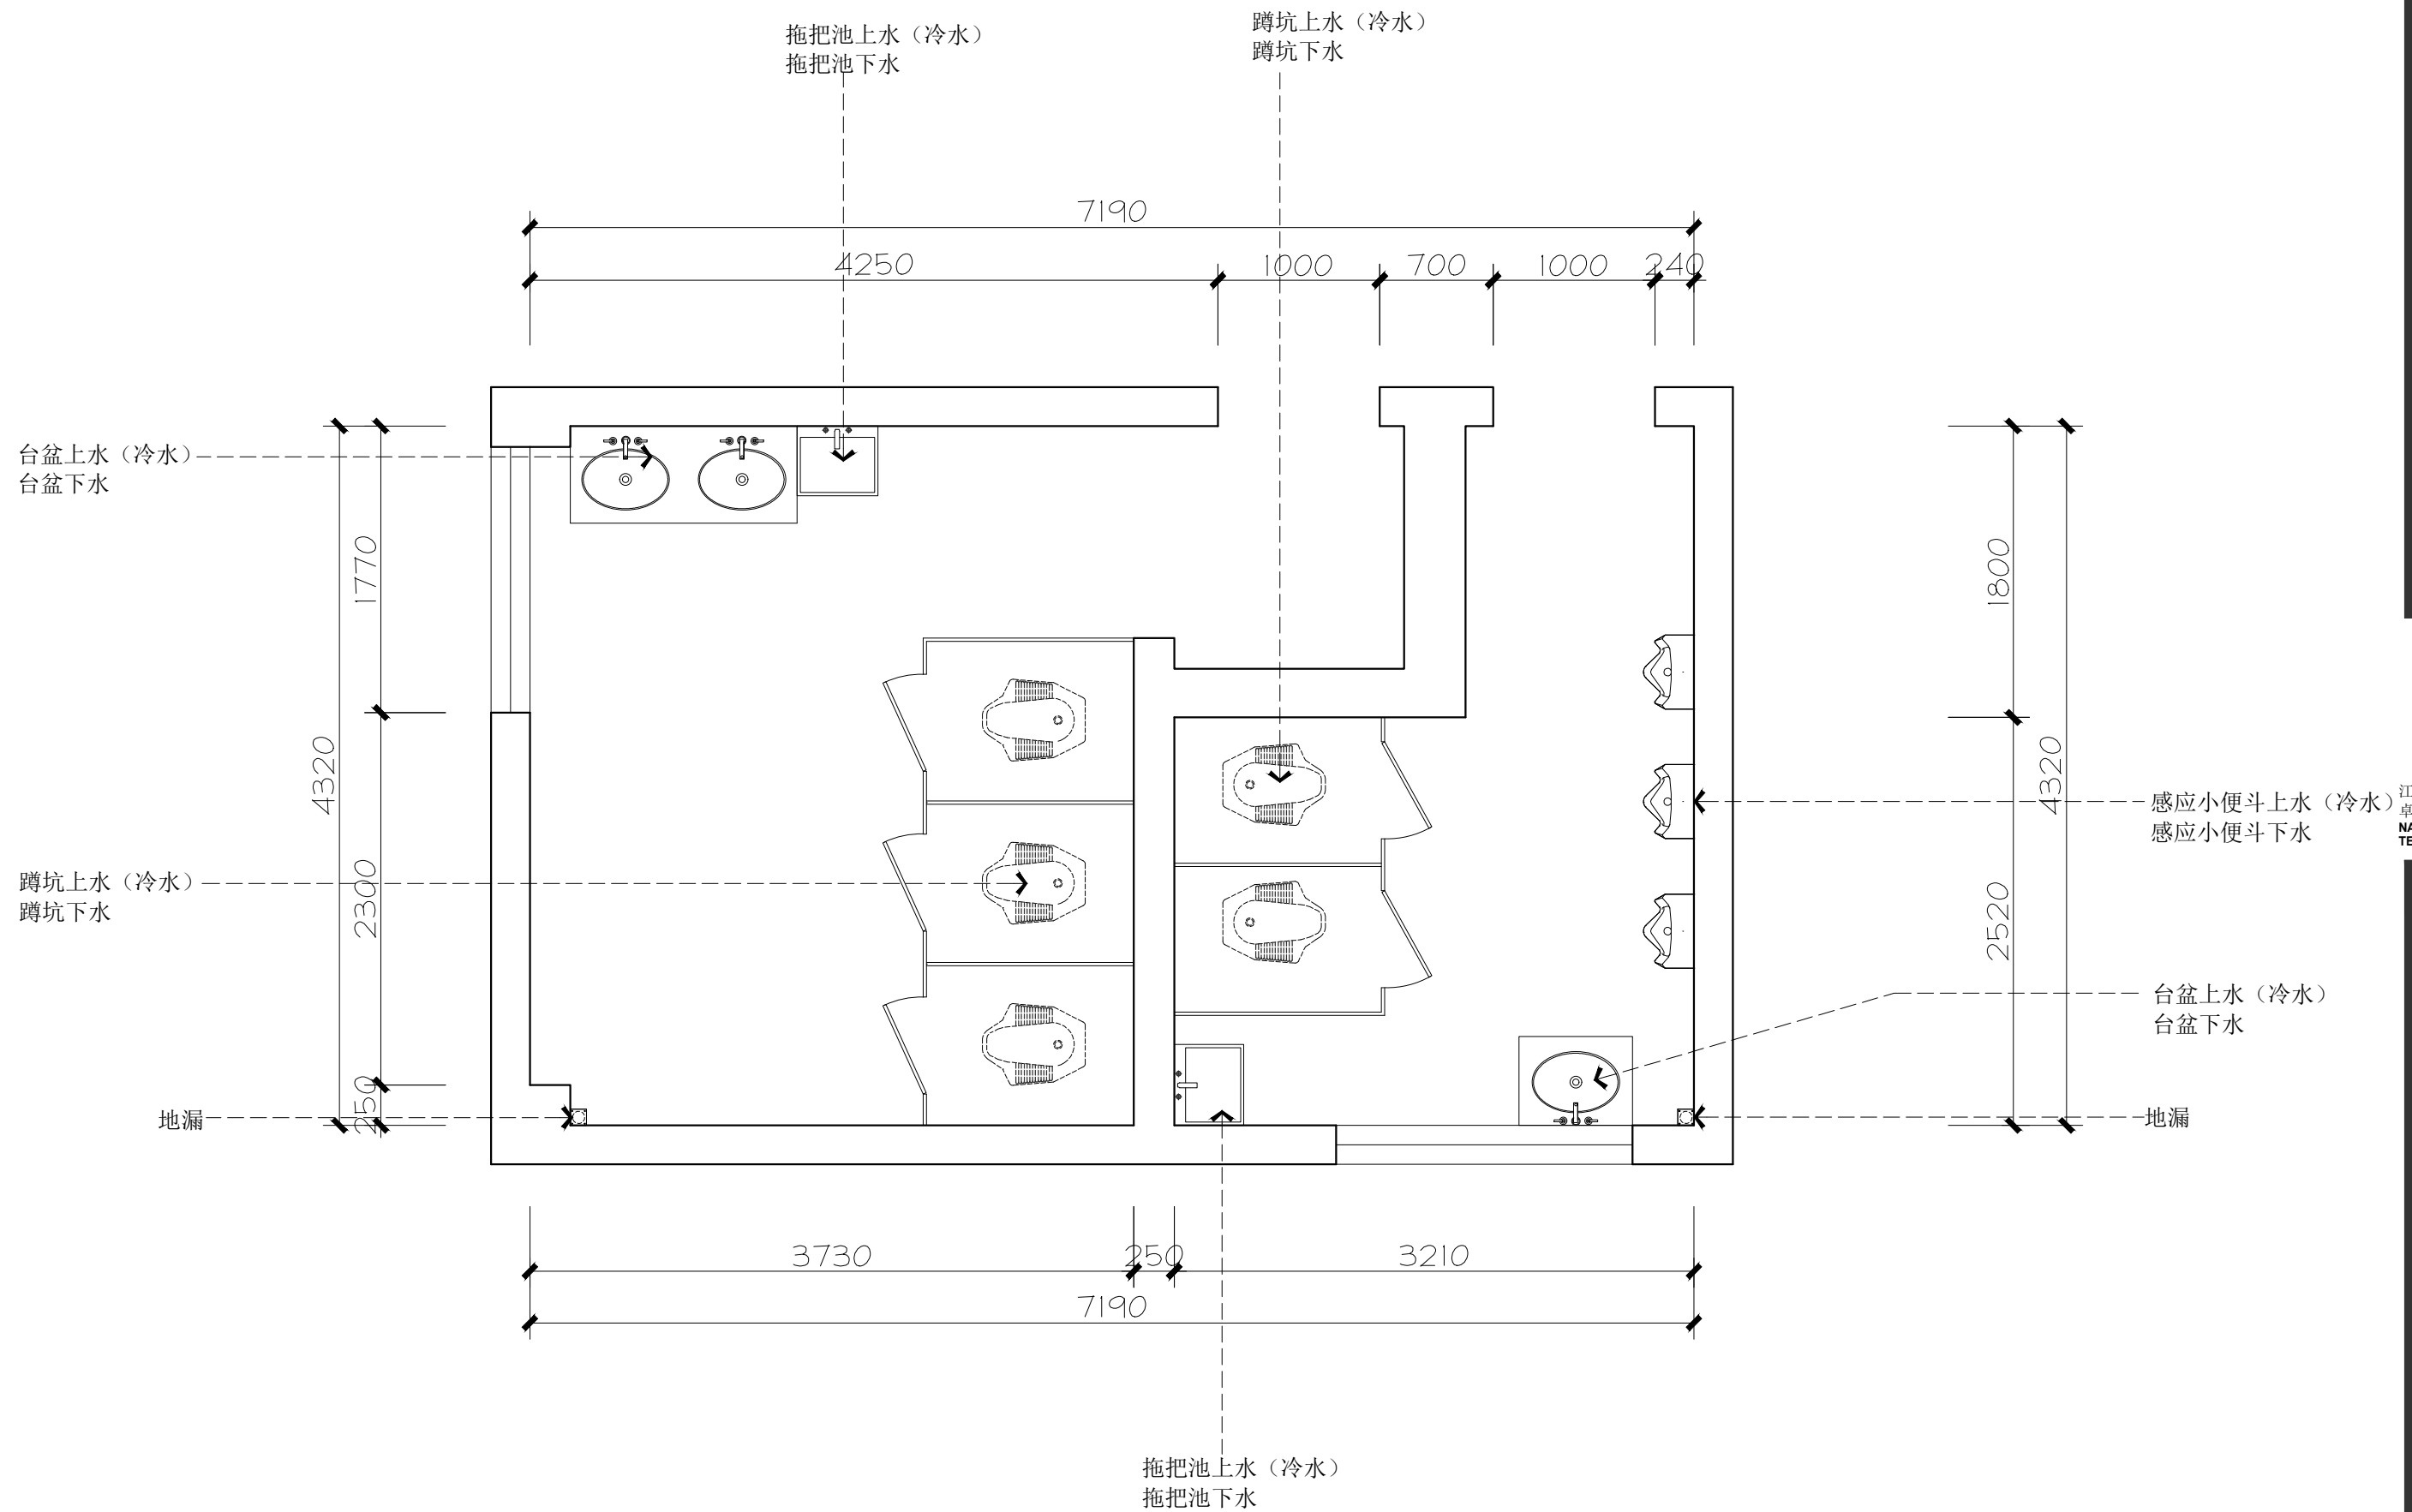 蹲坑上水（冷水）
蹲坑下水
拖把池上水（冷水）
拖把池下水
7190
4250
1000
700
1000
240
台盆上水（冷水）
台盆下水
1770
1800
4320
4320
感应小便斗上水（冷水）
感应小便斗下水
江
卓
NA
TE
蹲坑上水（冷水）
蹲坑下水
2300
2520
台盆上水（冷水）
台盆下水
250
地漏
地漏
3730
250
3210
7190
拖把池上水（冷水）
拖把池下水